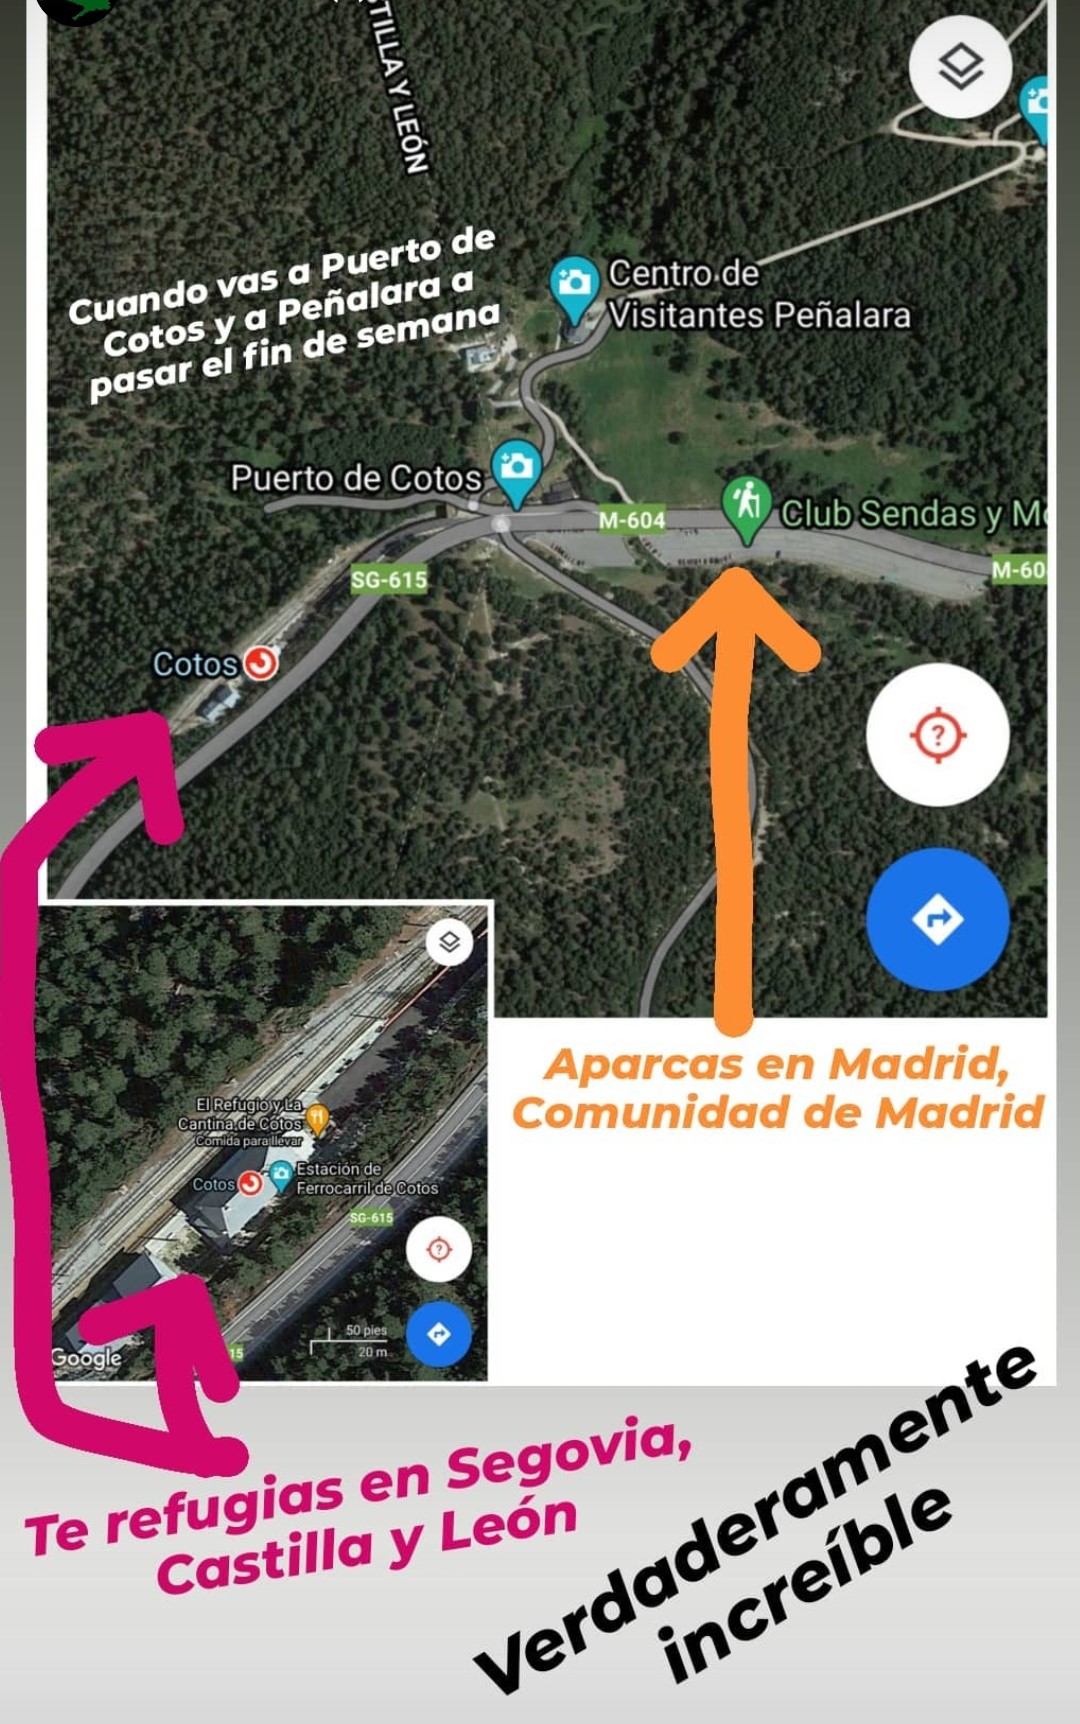 TILLA Y LEÓN
Cuando vas a Puerto de
Cotos y a Peñalara a
pasar el fin de semana
Centro de
Visitantes Peñalara
Puerto de Cotos
M-604
Club Sendas y M
SG-615
M-60
Cotos
?
Aparcas en Madrid,
Comunidad de Madrid
El Refugio y La
Cantina de Cotos
Comida para llevar
Cotos
Estación de
Ferrocarril de Cotos
SG-615
?
50 pies
20 m
15
Google
Te refugias en Segovia,
Castilla y León
Verdaderamente
increíble